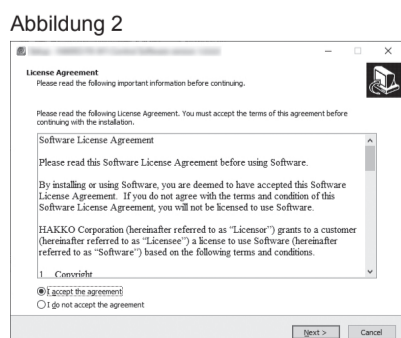 Abbildung 2
License Agreement
Please read the following important information before continuing.
Please read the following License Agreement. You must accept the terms of this agreement before
continuing with the installation.
Software License Agreement
Please read this Software License Agreement before using Software.
By installing or using Software, you are deemed to have accepted this Software
License Agreement. If you do not agree with the terms and condition of this
Software License Agreement, you will not be licensed to use Software.
HAKKO Corporation (hereinafter referred to as “Licensor”) grants to a customer
(hereinafter referred to as “Licensee”) a license to use Software (hereinafter
referred to as “Software”) based on the following terms and conditions.
1 Copyright
I accept the agreement
I do not accept the agreement
Next > Cancel